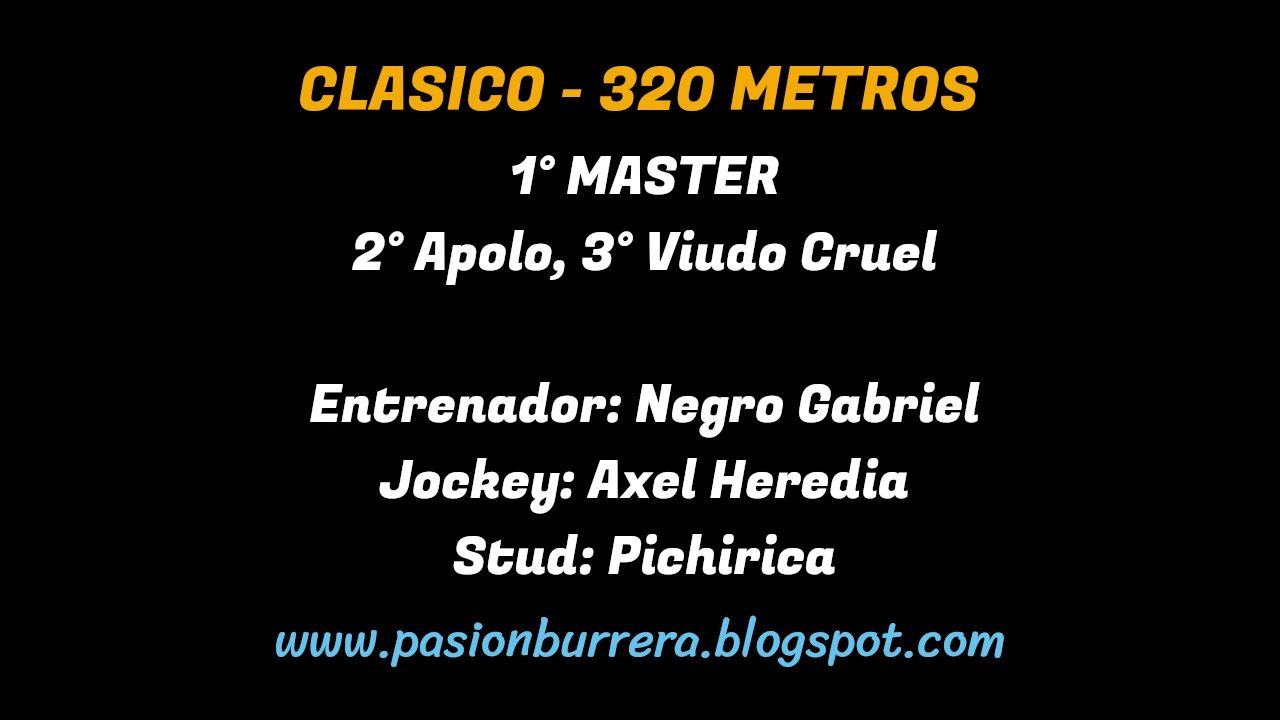 CLASICO - 320 METROS
1° MASTER
2° Apolo, 3° Viudo Cruel
Entrenador: Negro Gabriel
Jockey: Axel Heredia
Stud: Pichirica
www.pasionburrera.blogspot.com